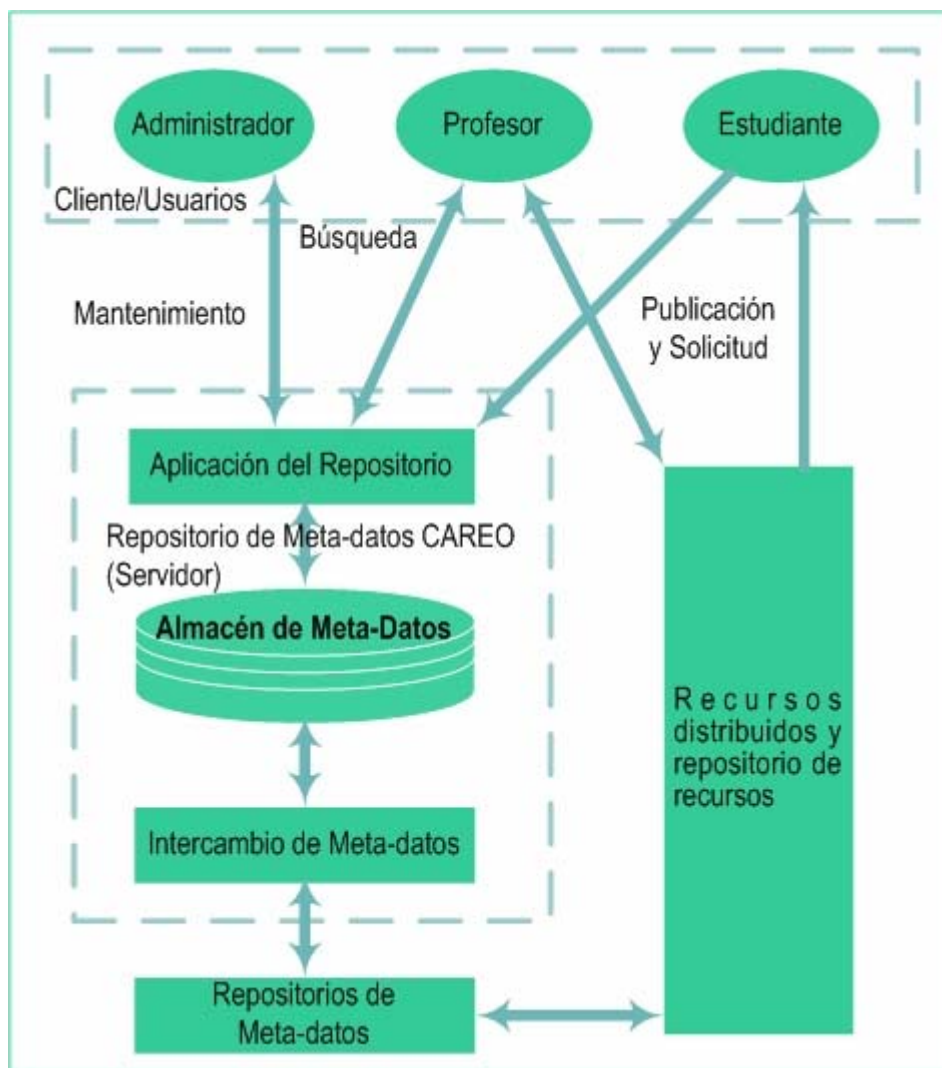 Administrador
Profesor
Estudiante
Cliente/Usuarios
Búsqueda
Mantenimiento
Publicación
y Solicitud
Aplicación del Repositorio
Repositorio de Meta-datos CAREO
(Servidor)
Almacén de Meta-Datos
Recursos
distribuidos y
repositorio de
recursos
Intercambio de Meta-datos
Repositorios de
Meta-datos